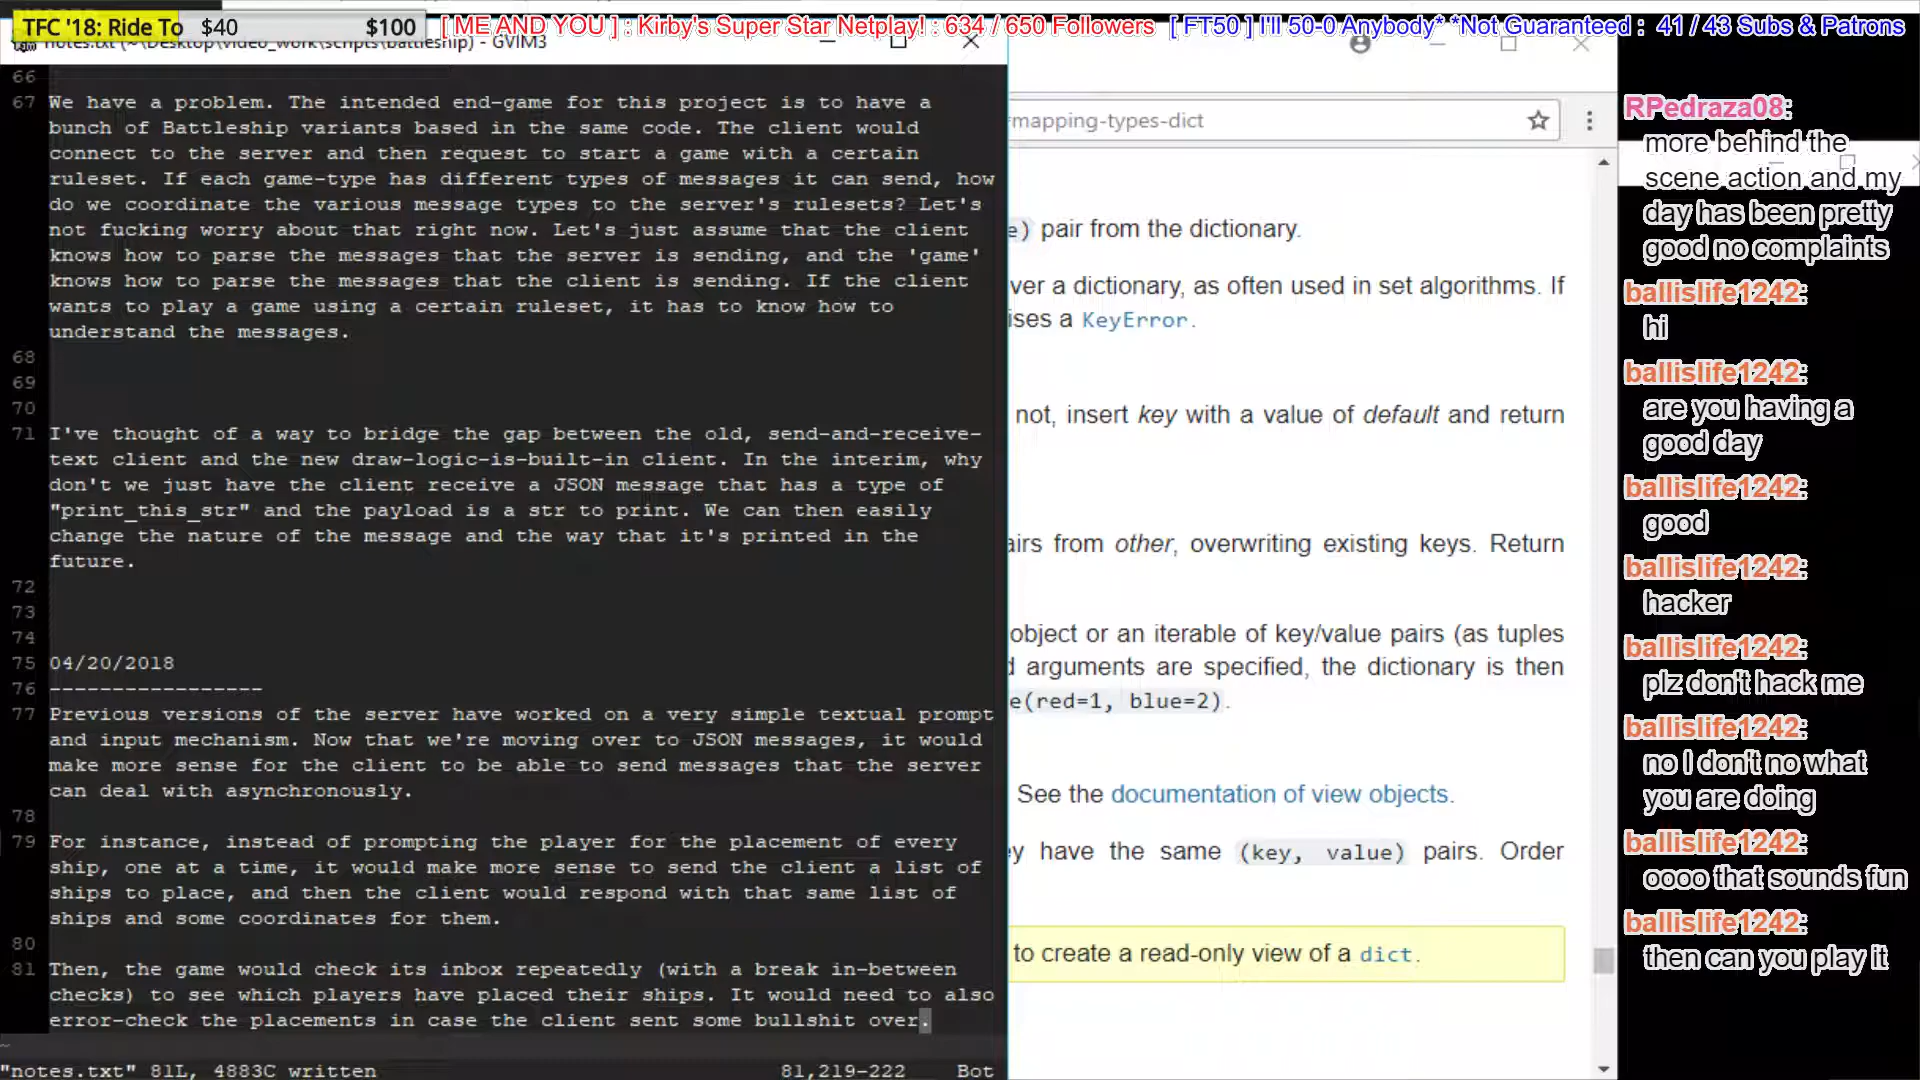 TFC '18: Ride To $40 $100
[ ME AND YOU ] : Kirby's Super Star Netplay! : 634 / 650 Followers [ FT50 ] I'll 50-0 Anybody* *Not Guaranteed : 41 / 43 Subs & Patrons
notes.txt (~\Desktop\video_work\scripts\battleship) - GVIM3
66
67 We have a problem. The intended end-game for this project is to have a
bunch of Battleship variants based in the same code. The client would
connect to the server and then request to start a game with a certain
ruleset. If each game-type has different types of messages it can send, how
do we coordinate the various message types to the server's rulesets? Let's
not fucking worry about that right now. Let's just assume that the client
knows how to parse the messages that the server is sending, and the 'game'
knows how to parse the messages that the client is sending. If the client
wants to play a game using a certain ruleset, it has to know how to
understand the messages.
68
69
70
71 I've thought of a way to bridge the gap between the old, send-and-receive-
text client and the new draw-logic-is-built-in client. In the interim, why
don't we just have the client receive a JSON message that has a type of
"print_this_str" and the payload is a str to print. We can then easily
change the nature of the message and the way that it's printed in the
future.
72
73
74
75 04/20/2018
76 -----------------
77 Previous versions of the server have worked on a very simple textual prompt
and input mechanism. Now that we're moving over to JSON messages, it would
make more sense for the client to be able to send messages that the server
can deal with asynchronously.
78
79 For instance, instead of prompting the player for the placement of every
ship, one at a time, it would make more sense to send the client a list of
ships to place, and then the client would respond with that same list of
ships and some coordinates for them.
80
81 Then, the game would check its inbox repeatedly (with a break in-between
checks) to see which players have placed their ships. It would need to also
error-check the placements in case the client sent some bullshit over.
~
"notes.txt" 81L, 4883C written 81,219-222 Bot
mapping-types-dict
e) pair from the dictionary.
ver a dictionary, as often used in set algorithms. If
ises a KeyError.
not, insert key with a value of default and return
airs from other, overwriting existing keys. Return
object or an iterable of key/value pairs (as tuples
d arguments are specified, the dictionary is then
e(red=1, blue=2).
See the documentation of view objects.
ey have the same (key, value) pairs. Order
to create a read-only view of a dict.
RPedraza08:
more behind the
scene action and my
day has been pretty
good no complaints
ballislife1242:
hi
ballislife1242:
are you having a
good day
ballislife1242:
good
ballislife1242:
hacker
ballislife1242:
plz don't hack me
ballislife1242:
no I don't no what
you are doing
ballislife1242:
oooo that sounds fun
ballislife1242:
then can you play it